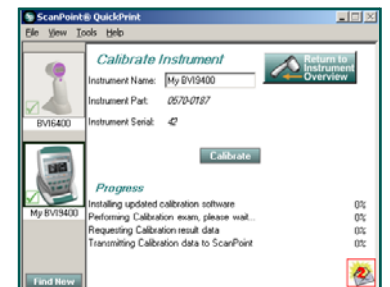 ScanPoint® QuickPrint
File View Tools Help
Calibrate Instrument
Return to
Instrument
Overview
Instrument Name: My BVI9400
Instrument Part: 0570-0187
Instrument Serial: 42
BVI6400
Calibrate
Progress
Installing updated calibration software 0%
My BVI9400
Performing Calibration exam, please wait... 0%
Requesting Calibration result data 0%
Transmitting Calibration data to ScanPoint 0%
Find New